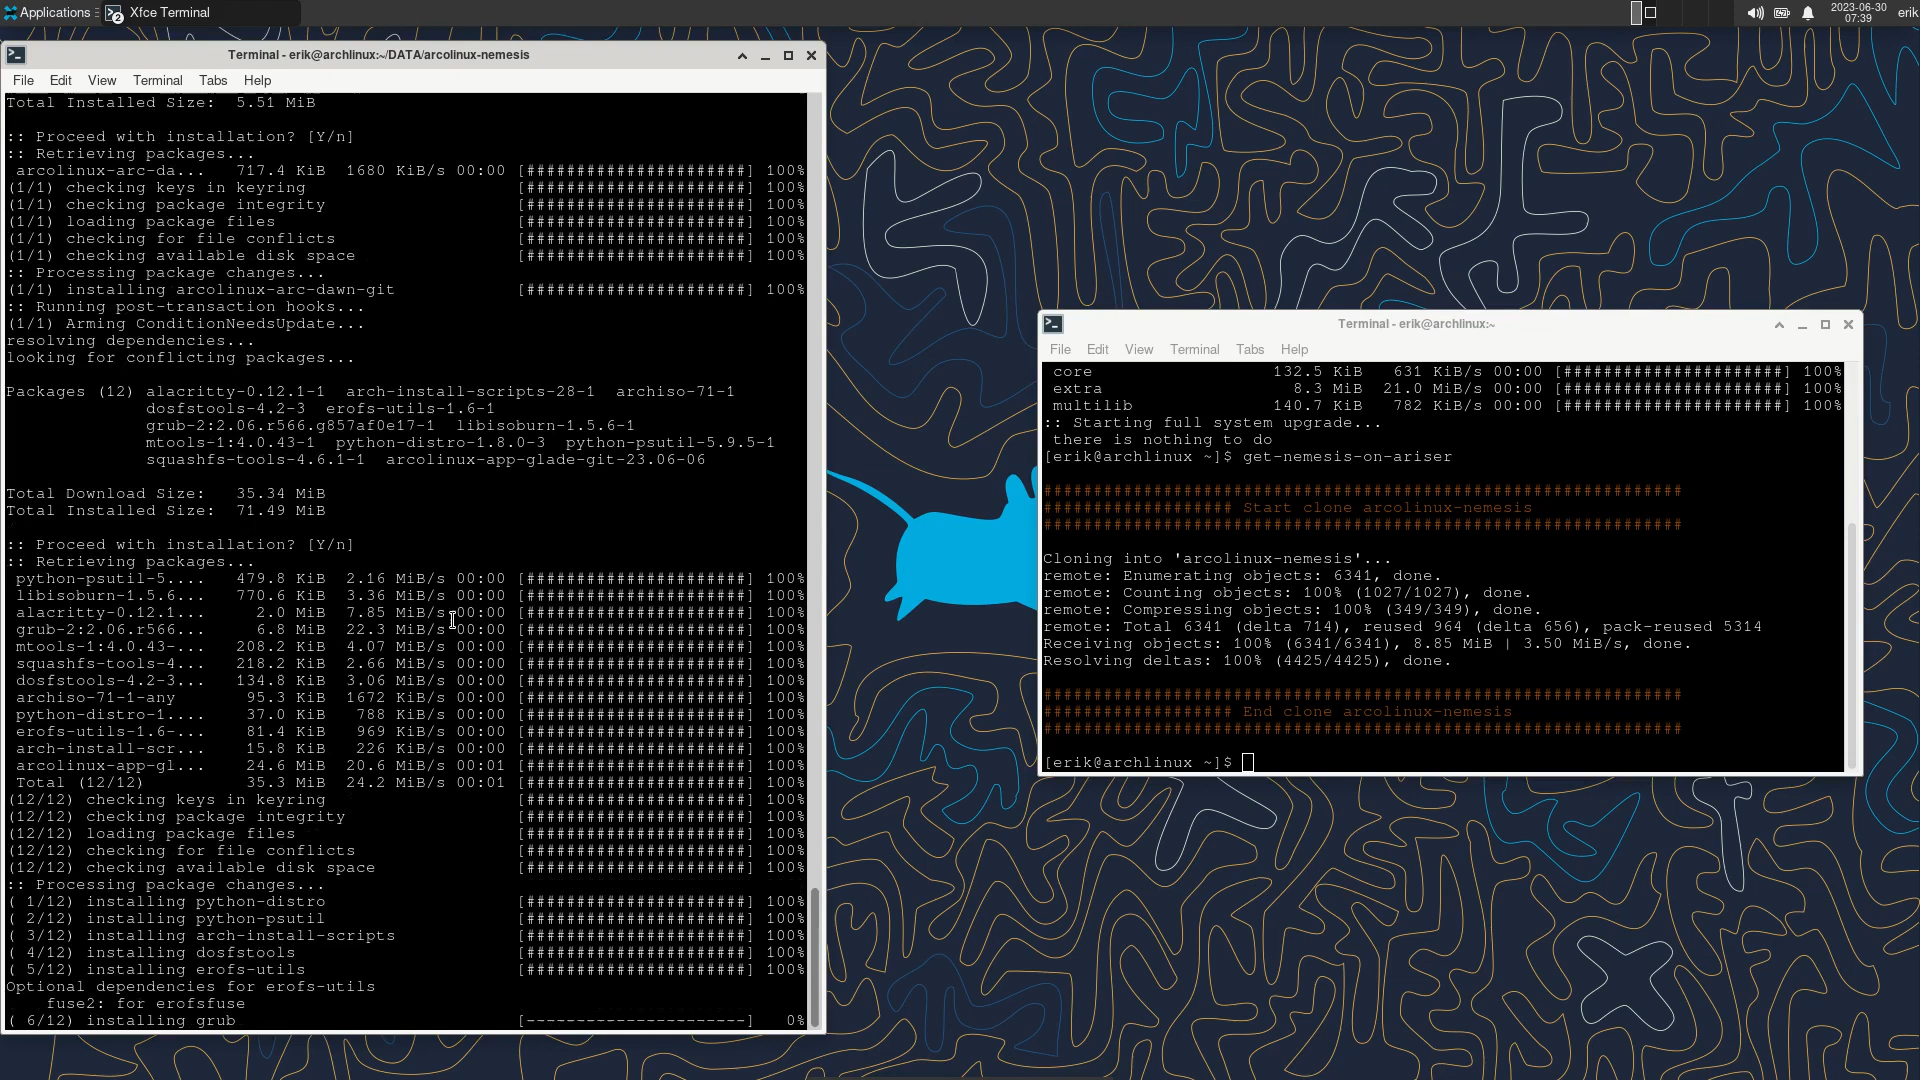 Applications
2
Xfce Terminal
2023-06-30
07:39
erik
Terminal - erik@archlinux:~/DATA/arcolinux-nemesis
File Edit View Terminal Tabs Help
Total Installed Size:  5.51 MiB
:: Proceed with installation? [Y/n]
:: Retrieving packages...
arcolinux-arc-da...   717.4 KiB  1680 KiB/s 00:00 [######################] 100%
(1/1) checking keys in keyring [######################] 100%
(1/1) checking package integrity [######################] 100%
(1/1) loading package files [######################] 100%
(1/1) checking for file conflicts [######################] 100%
(1/1) checking available disk space [######################] 100%
:: Processing package changes...
(1/1) installing arcolinux-arc-dawn-git [######################] 100%
:: Running post-transaction hooks...
(1/1) Arming ConditionNeedsUpdate...
resolving dependencies...
looking for conflicting packages...
Packages (12) alacritty-0.12.1-1  arch-install-scripts-28-1  archiso-71-1
dosfstools-4.2-3  erofs-utils-1.6-1
grub-2:2.06.r566.g857af0e17-1  libisoburn-1.5.6-1
mtools-1:4.0.43-1  python-distro-1.8.0-3  python-psutil-5.9.5-1
squashfs-tools-4.6.1-1  arcolinux-app-glade-git-23.06-06
Total Download Size:   35.34 MiB
Total Installed Size:  71.49 MiB
:: Proceed with installation? [Y/n]
:: Retrieving packages...
python-psutil-5....   479.8 KiB  2.16 MiB/s 00:00 [######################] 100%
libisoburn-1.5.6...   770.6 KiB  3.36 MiB/s 00:00 [######################] 100%
alacritty-0.12.1...     2.0 MiB  7.85 MiB/s 00:00 [######################] 100%
grub-2:2.06.r566...     6.8 MiB  22.3 MiB/s 00:00 [######################] 100%
mtools-1:4.0.43-...   208.2 KiB  4.07 MiB/s 00:00 [######################] 100%
squashfs-tools-4...   218.2 KiB  2.66 MiB/s 00:00 [######################] 100%
dosfstools-4.2-3...   134.8 KiB  3.06 MiB/s 00:00 [######################] 100%
archiso-71-1-any       95.3 KiB  1672 KiB/s 00:00 [######################] 100%
python-distro-1....    37.0 KiB   788 KiB/s 00:00 [######################] 100%
erofs-utils-1.6-...    81.4 KiB   969 KiB/s 00:00 [######################] 100%
arch-install-scr...    15.8 KiB   226 KiB/s 00:00 [######################] 100%
arcolinux-app-gl...    24.6 MiB  20.6 MiB/s 00:01 [######################] 100%
Total (12/12)          35.3 MiB  24.2 MiB/s 00:01 [######################] 100%
(12/12) checking keys in keyring [######################] 100%
(12/12) checking package integrity [######################] 100%
(12/12) loading package files [######################] 100%
(12/12) checking for file conflicts [######################] 100%
(12/12) checking available disk space [######################] 100%
:: Processing package changes...
( 1/12) installing python-distro [######################] 100%
( 2/12) installing python-psutil [######################] 100%
( 3/12) installing arch-install-scripts [######################] 100%
( 4/12) installing dosfstools [######################] 100%
( 5/12) installing erofs-utils [######################] 100%
Optional dependencies for erofs-utils
fuse2: for erofsfuse
( 6/12) installing grub [----------------------]   0%
Terminal - erik@archlinux:~
File Edit View Terminal Tabs Help
core 132.5 KiB   631 KiB/s 00:00 [######################] 100%
extra 8.3 MiB  21.0 MiB/s 00:00 [######################] 100%
multilib 140.7 KiB   782 KiB/s 00:00 [######################] 100%
:: Starting full system upgrade...
there is nothing to do
[erik@archlinux ~]$ get-nemesis-on-ariser
################################################################
################### Start clone arcolinux-nemesis
################################################################
Cloning into 'arcolinux-nemesis'...
remote: Enumerating objects: 6341, done.
remote: Counting objects: 100% (1027/1027), done.
remote: Compressing objects: 100% (349/349), done.
remote: Total 6341 (delta 714), reused 964 (delta 656), pack-reused 5314
Receiving objects: 100% (6341/6341), 8.85 MiB | 3.50 MiB/s, done.
Resolving deltas: 100% (4425/4425), done.
################################################################
################### End clone arcolinux-nemesis
################################################################
[erik@archlinux ~]$